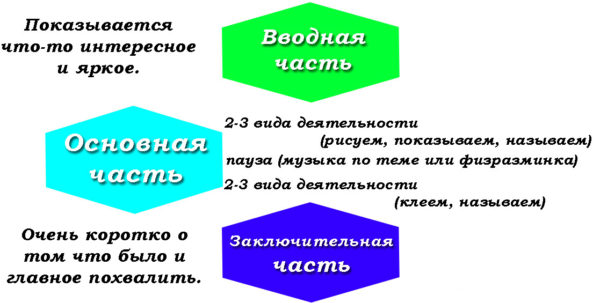 Показывается
что-то интересное
и яркое.
Вводная
часть
Основная
часть
2-3 вида деятельности
(рисуем, показываем, называем)
пауза (музыка по теме или физразминка)
2-3 вида деятельности
(клеем, называем)
Очень коротко о
том что было и
главное похвалить.
Заключительная
часть